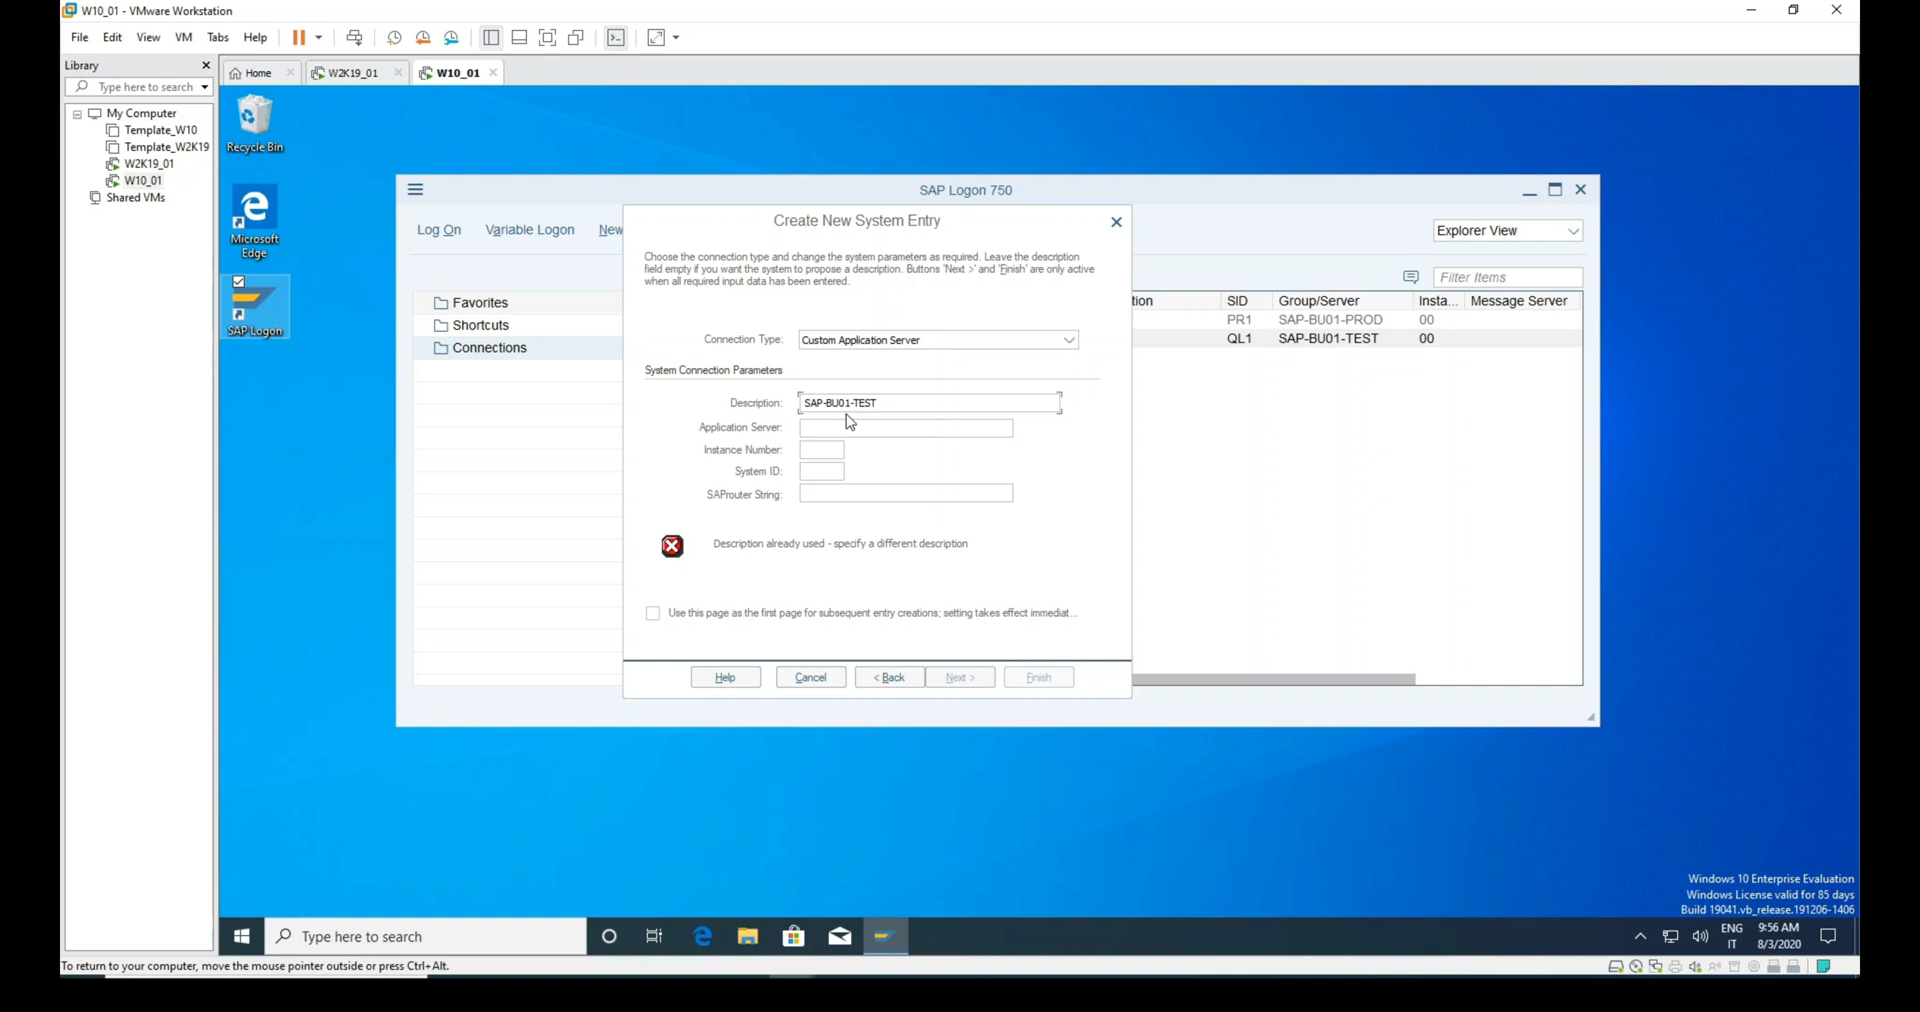 W10_01 - VMware Workstation
File Edit View VM Tabs Help
Library
Type here to search
My Computer
Template_W10
Template_W2K19
W2K19_01
W10_01
Shared VMs
Home W2K19_01 W10_01
Recycle Bin
Microsoft
Edge
SAP Logon
SAP Logon 750
Log On Variable Logon New
Explorer View
Filter Items
Favorites
Shortcuts
Connections
tion SID Group/Server Insta... Message Server
PR1 SAP-BU01-PROD 00
QL1 SAP-BU01-TEST 00
Create New System Entry
Choose the connection type and change the system parameters as required. Leave the description
field empty if you want the system to propose a description. Buttons 'Next >' and 'Finish' are only active
when all required input data has been entered.
Connection Type: Custom Application Server
System Connection Parameters
Description: SAP-BU01-TEST
Application Server:
Instance Number:
System ID:
SAProuter String:
Description already used - specify a different description
Use this page as the first page for subsequent entry creations; setting takes effect immediat...
Help Cancel < Back Next > Finish
Windows 10 Enterprise Evaluation
Windows License valid for 85 days
Build 19041.vb_release.191206-1406
Type here to search
ENG
IT
9:56 AM
8/3/2020
To return to your computer, move the mouse pointer outside or press Ctrl+Alt.